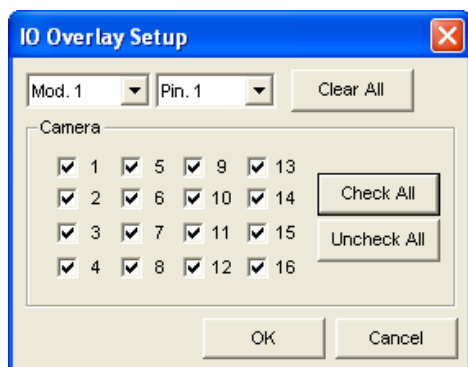 IO Overlay Setup
Mod. 1 Pin. 1 Clear All
Camera
1 5 9 13
2 6 10 14
3 7 11 15
4 8 12 16
Check All
Uncheck All
OK Cancel